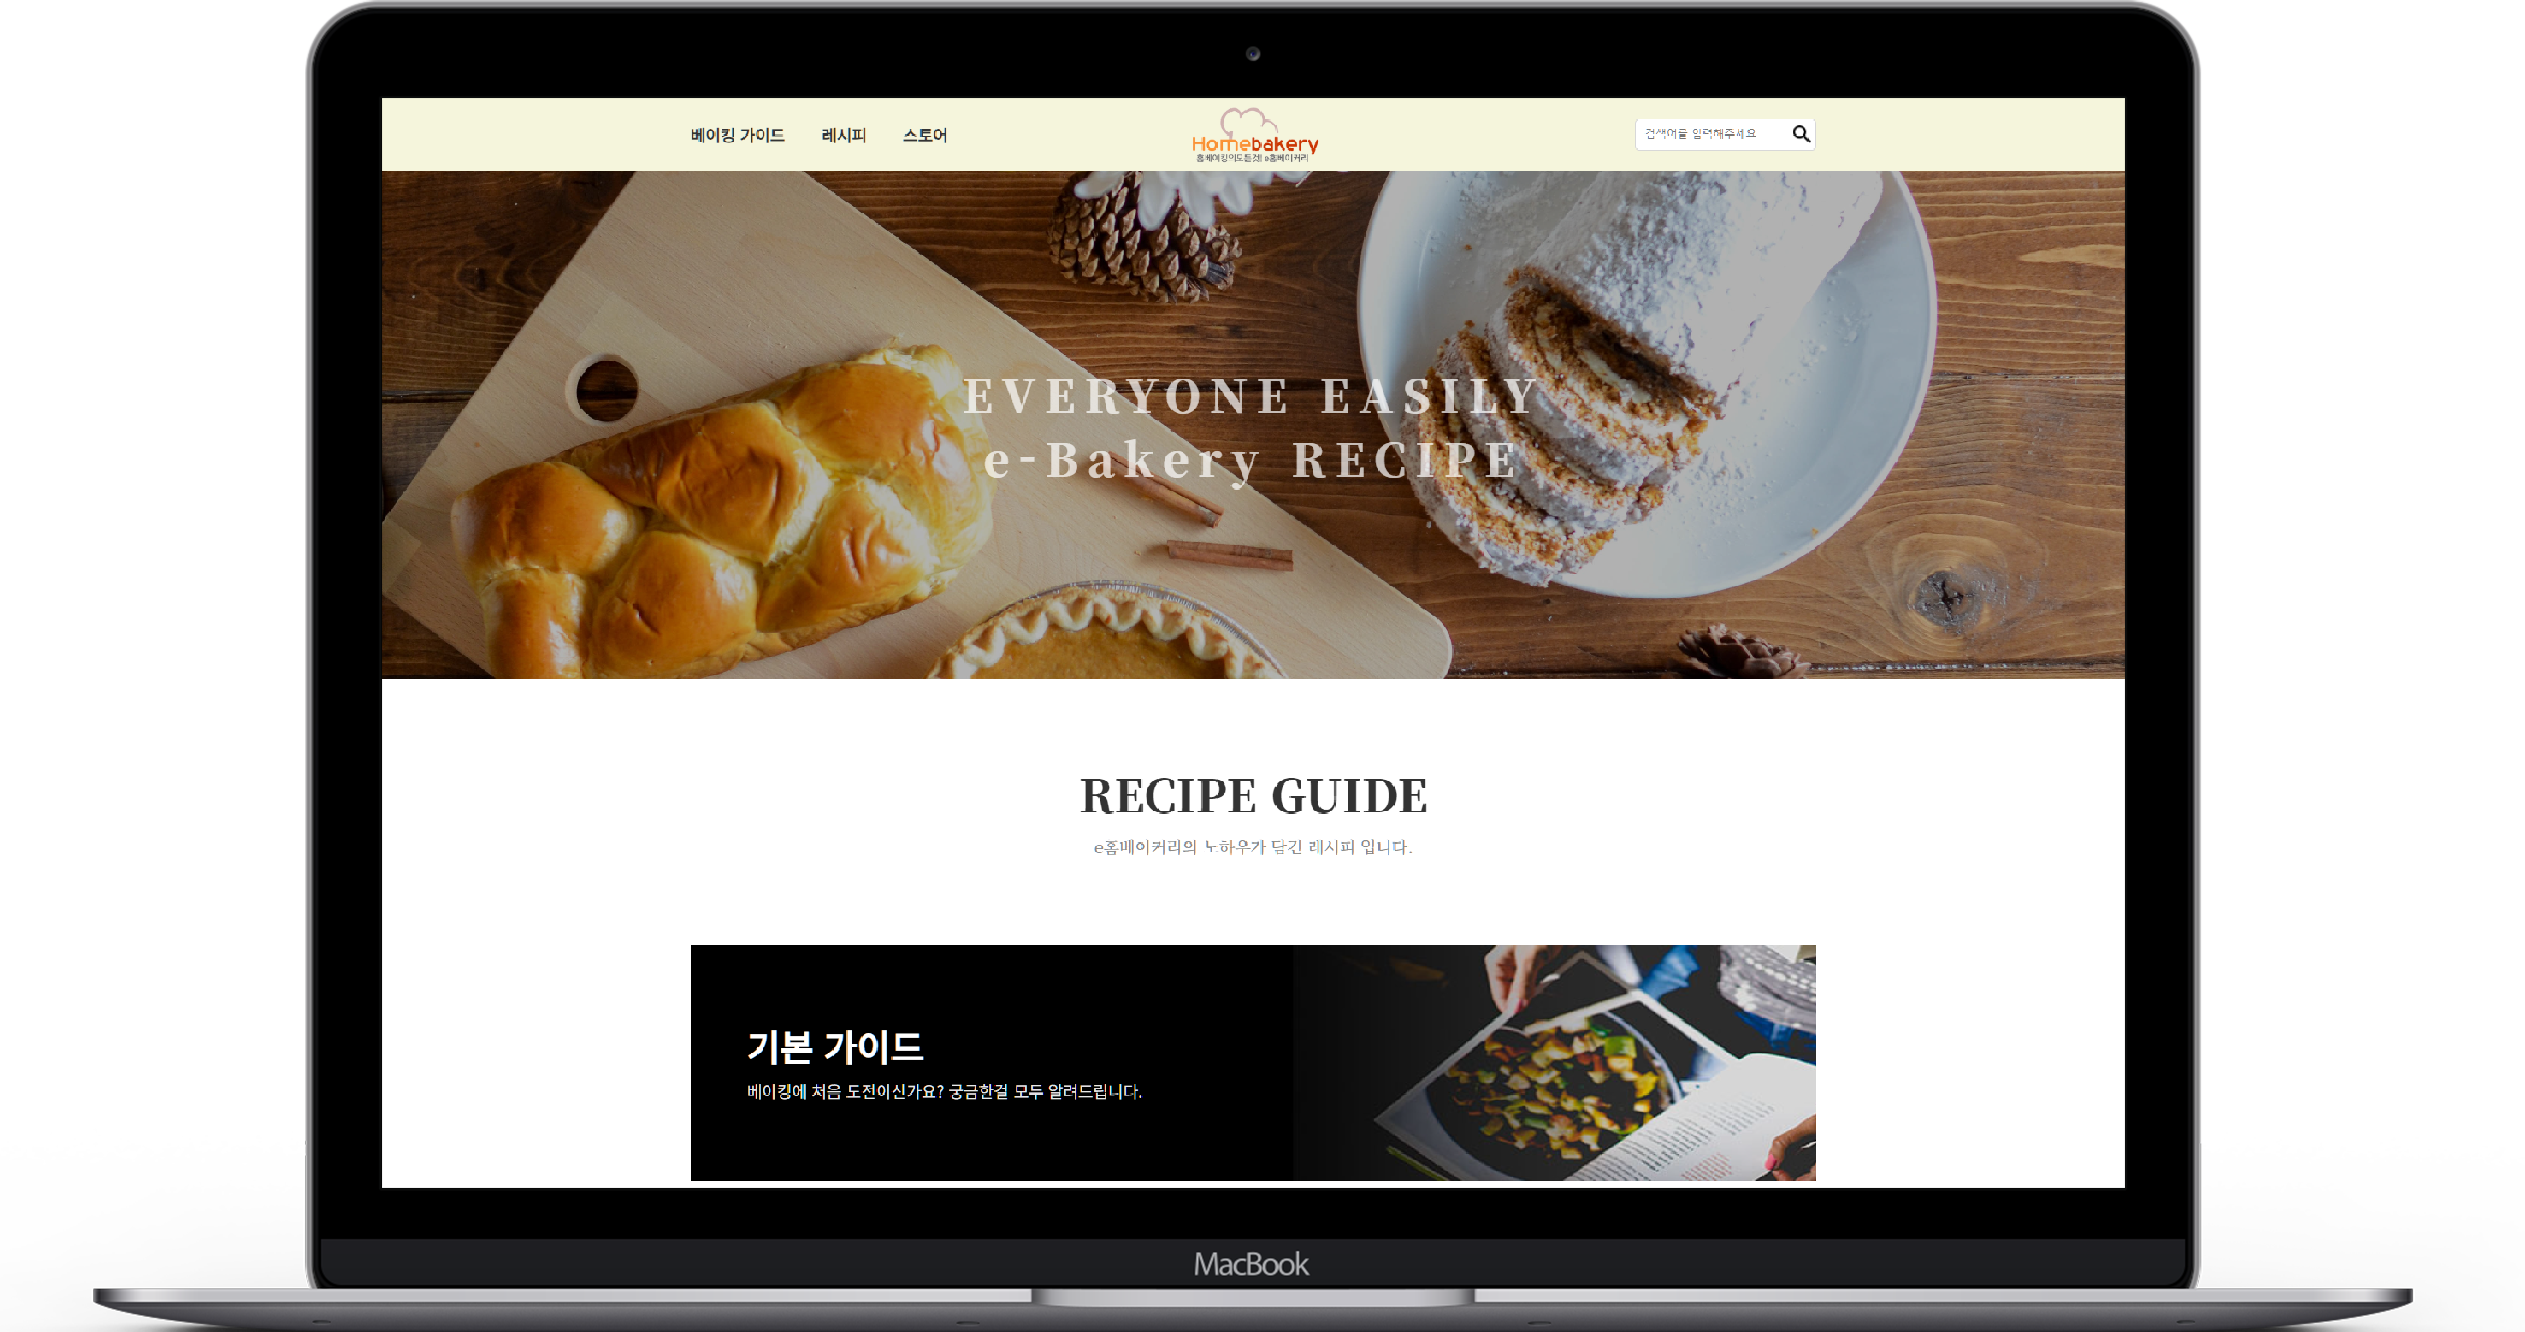 베이킹 가이드 레시피 스토어
Homebakery
홈베이킹의모든것! e홈베이커리
검색어를 입력해주세요
EVERYONE EASILY
e-Bakery RECIPE
RECIPE GUIDE
e홈베이커리의 노하우가 담긴 레시피 입니다.
기본 가이드
베이킹에 처음 도전이신가요? 궁금한걸 모두 알려드립니다.
MacBook